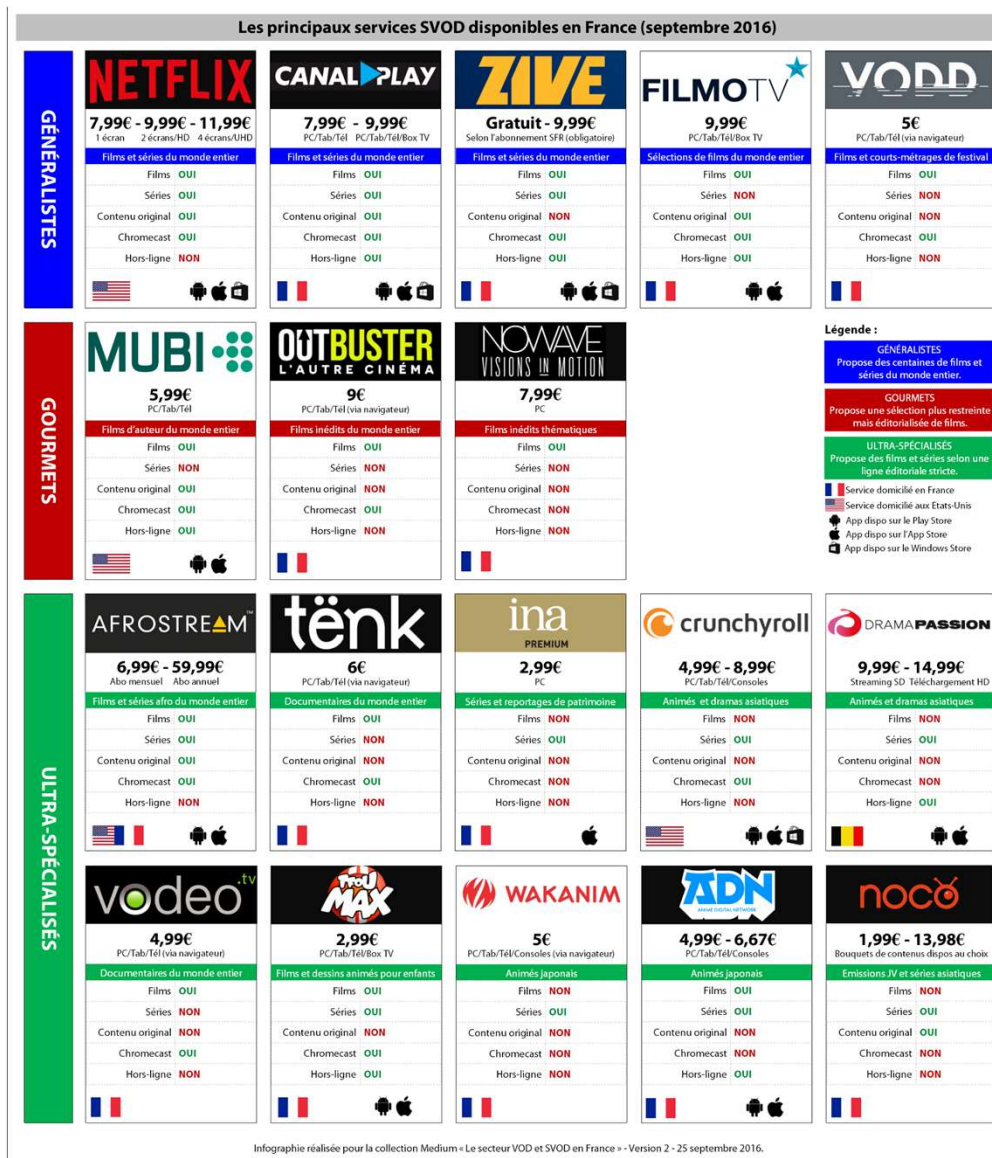 Les principaux services SVOD disponibles en France (septembre 2016)
GÉNÉRALISTES
NETFLIX
7,99€ - 9,99€ - 11,99€
1 écran 2 écrans/HD 4 écrans/UHD
Films et séries du monde entier
Films OUI
Séries OUI
Contenu original OUI
Chromecast OUI
Hors-ligne NON
CANALPLAY
7,99€ - 9,99€
PC/Tab/Tél PC/Tab/Tél/Box TV
Films et séries du monde entier
Films OUI
Séries OUI
Contenu original OUI
Chromecast OUI
Hors-ligne OUI
ZIVE
Gratuit - 9,99€
Selon l'abonnement SFR (obligatoire)
Films et séries du monde entier
Films OUI
Séries OUI
Contenu original NON
Chromecast OUI
Hors-ligne OUI
FILMOTV
9,99€
PC/Tab/Tél/Box TV
Sélections de films du monde entier
Films OUI
Séries NON
Contenu original OUI
Chromecast OUI
Hors-ligne OUI
VODD
5€
PC/Tab/Tél (via navigateur)
Films et courts-métrages de festival
Films OUI
Séries NON
Contenu original NON
Chromecast OUI
Hors-ligne NON
GOURMETS
MUBI
5,99€
PC/Tab/Tél
Films d'auteur du monde entier
Films OUI
Séries NON
Contenu original OUI
Chromecast OUI
Hors-ligne OUI
OUTBUSTER
L'AUTRE CINÉMA
9€
PC/Tab/Tél (via navigateur)
Films inédits du monde entier
Films OUI
Séries NON
Contenu original NON
Chromecast OUI
Hors-ligne NON
NOWAVE
VISIONS IN MOTION
7,99€
PC
Films inédits thématiques
Films OUI
Séries NON
Contenu original NON
Chromecast NON
Hors-ligne NON
Légende :
GÉNÉRALISTES
Propose des centaines de films et
séries du monde entier.
GOURMETS
Propose une sélection plus restreinte
mais éditorialisée de films.
ULTRA-SPÉCIALISÉS
Propose des films et séries selon une
ligne éditoriale stricte.
Service domicilié en France
Service domicilié aux Etats-Unis
App dispo sur le Play Store
App dispo sur l'App Store
App dispo sur le Windows Store
ULTRA-SPÉCIALISÉS
AFROSTREAM™
6,99€ - 59,99€
Abo mensuel Abo annuel
Films et séries afro du monde entier
Films OUI
Séries OUI
Contenu original OUI
Chromecast OUI
Hors-ligne NON
tënk
6€
PC/Tab/Tél (via navigateur)
Documentaires du monde entier
Films OUI
Séries NON
Contenu original NON
Chromecast OUI
Hors-ligne NON
ina
PREMIUM
2,99€
PC
Séries et reportages de patrimoine
Films NON
Séries OUI
Contenu original NON
Chromecast NON
Hors-ligne NON
crunchyroll
4,99€ - 8,99€
PC/Tab/Tél/Consoles
Animés et dramas asiatiques
Films NON
Séries OUI
Contenu original NON
Chromecast OUI
Hors-ligne NON
DRAMAPASSION
9,99€ - 14,99€
Streaming SD Téléchargement HD
Animés et dramas asiatiques
Films NON
Séries OUI
Contenu original NON
Chromecast NON
Hors-ligne OUI
vodeo.tv
4,99€
PC/Tab/Tél (via navigateur)
Documentaires du monde entier
Films OUI
Séries NON
Contenu original NON
Chromecast OUI
Hors-ligne NON
TFOU MAX
2,99€
PC/Tab/Tél/Box TV
Films et dessins animés pour enfants
Films OUI
Séries OUI
Contenu original NON
Chromecast OUI
Hors-ligne OUI
WAKANIM
5€
PC/Tab/Tél/Consoles (via navigateur)
Animés japonais
Films NON
Séries OUI
Contenu original NON
Chromecast NON
Hors-ligne NON
ADN
ANIME DIGITAL NETWORK
4,99€ - 6,67€
PC/Tab/Tél/Consoles
Animés japonais
Films OUI
Séries OUI
Contenu original NON
Chromecast NON
Hors-ligne OUI
noco
1,99€ - 13,98€
Bouquets de contenus dispos au choix
Emissions JV et séries asiatiques
Films NON
Séries OUI
Contenu original OUI
Chromecast NON
Hors-ligne NON
Infographie réalisée pour la collection Medium « Le secteur VOD et SVOD en France » - Version 2 - 25 septembre 2016.